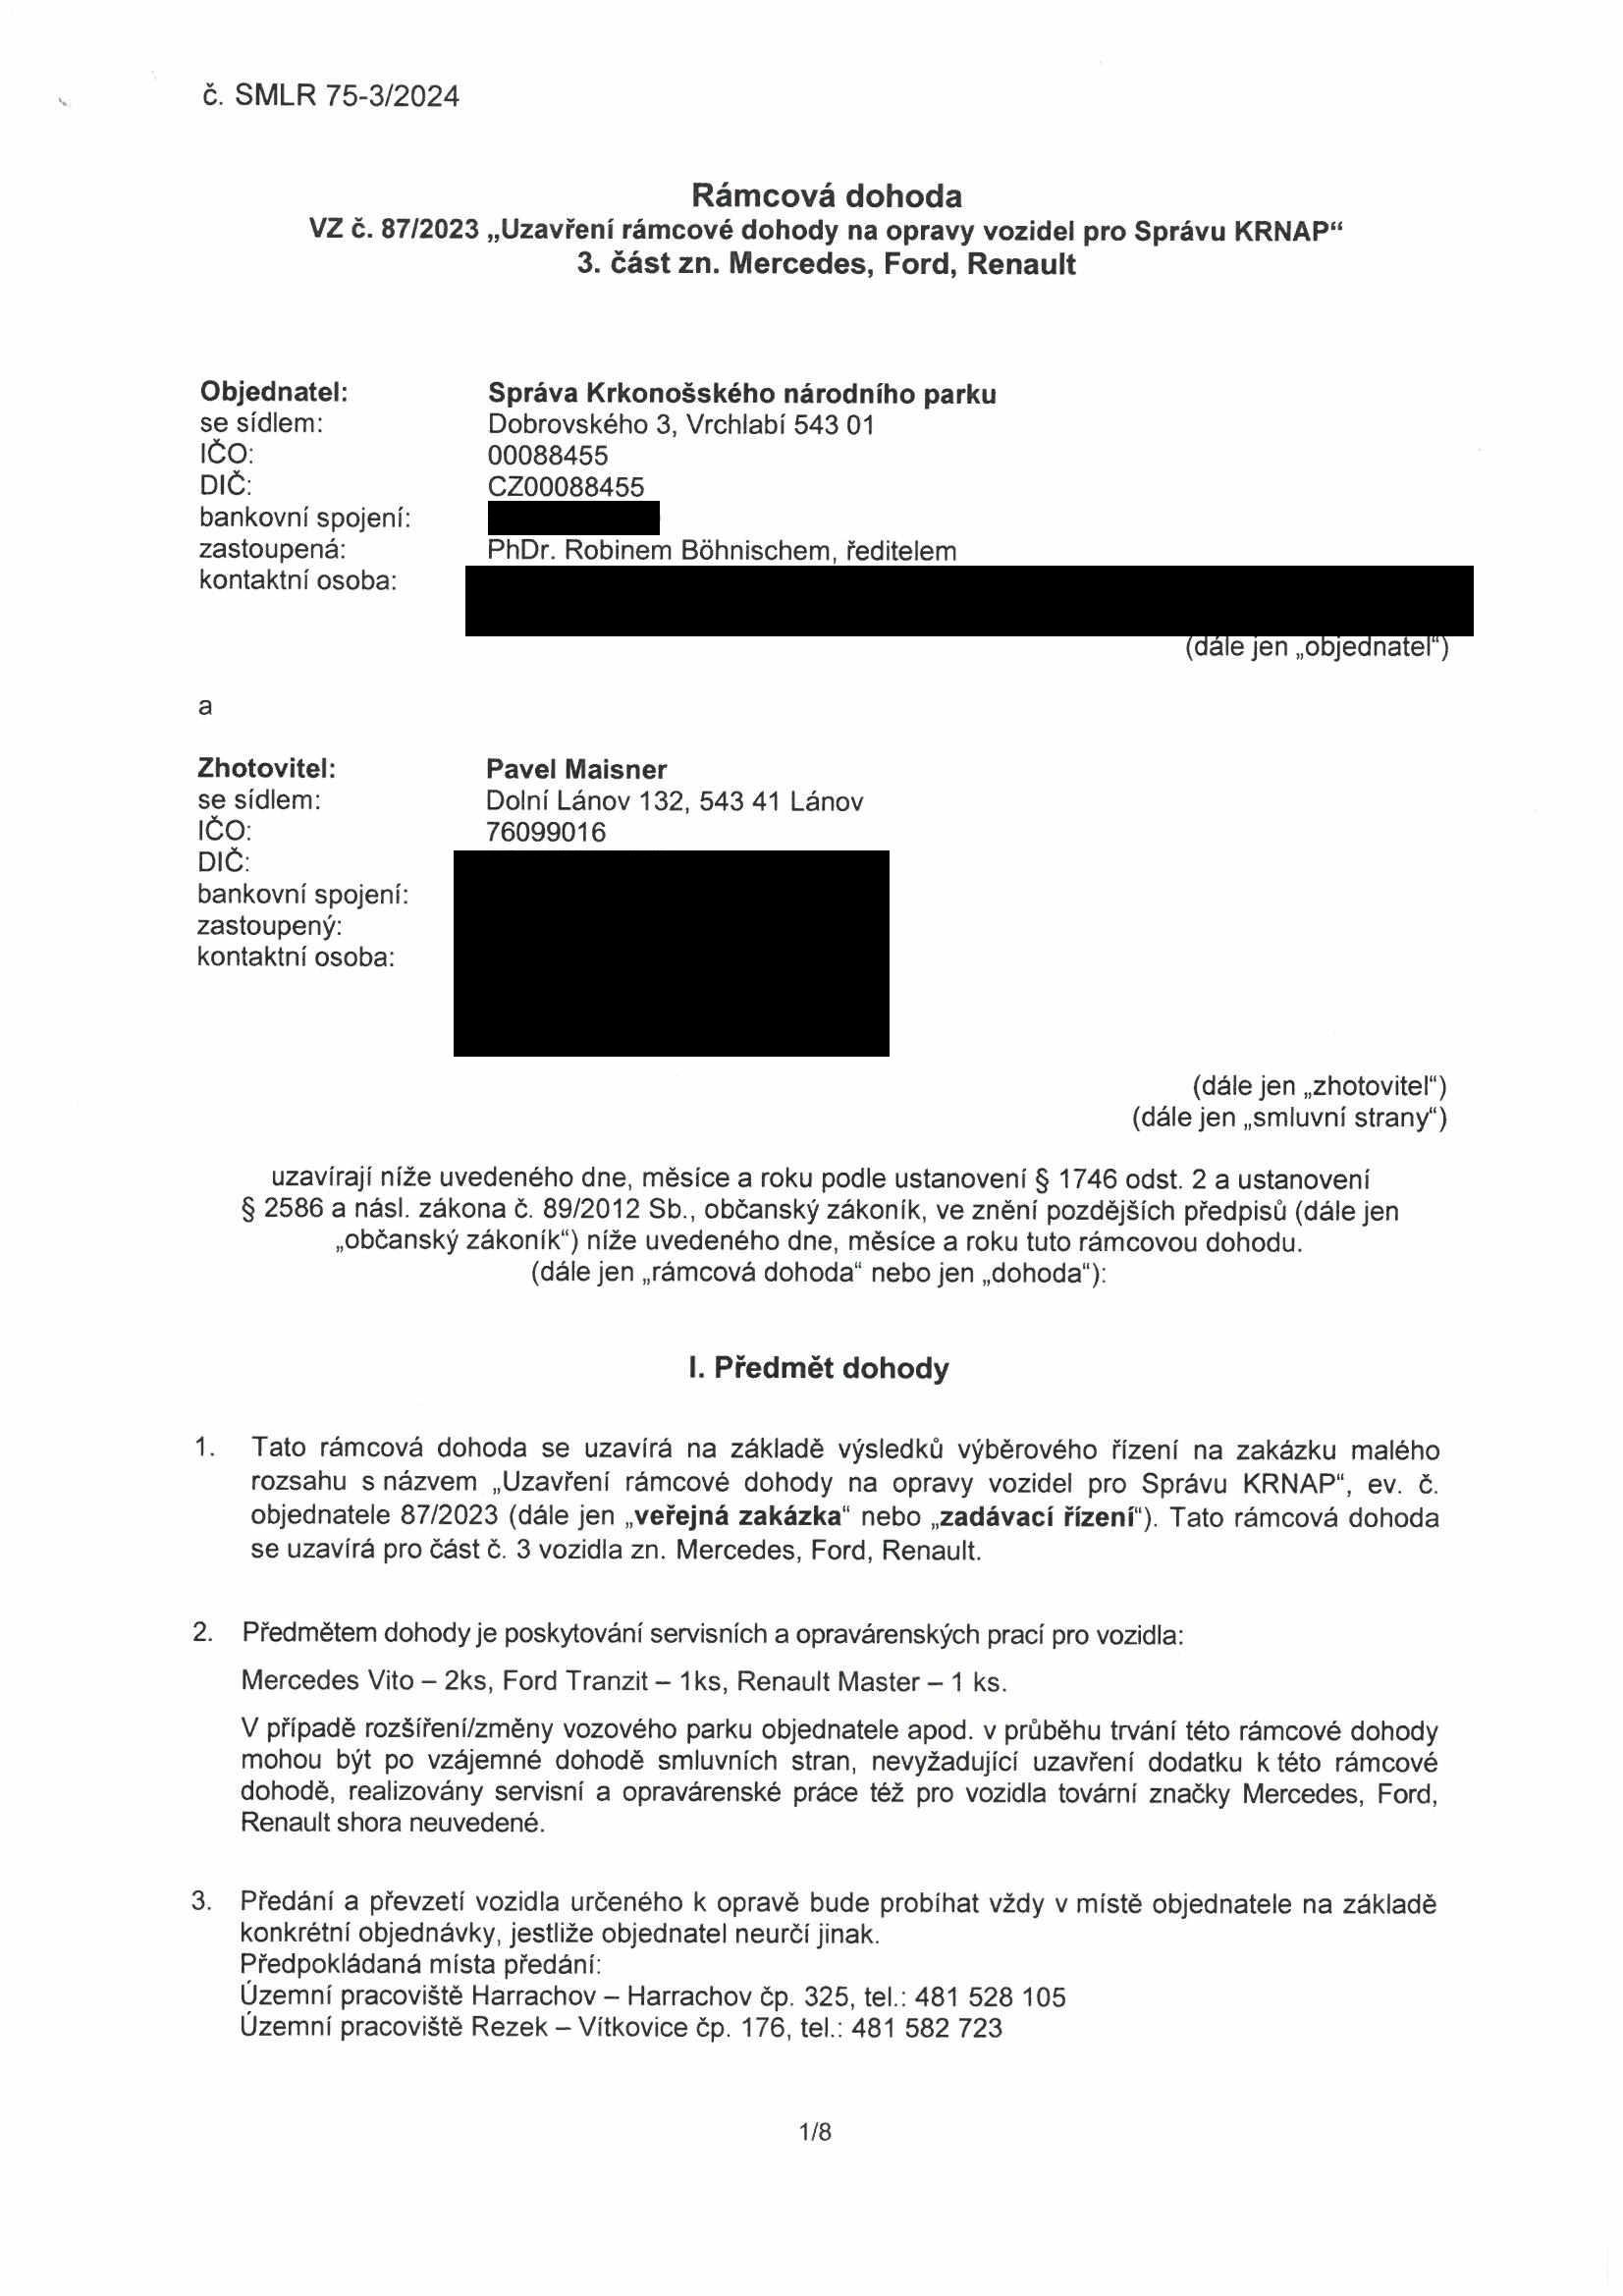 č. SMLR 75-3/2024
Rámcová dohoda
VZ č. 87/2023 „Uzavření rámcové dohody na opravy vozidel pro Správu KRNAP“
3. část zn. Mercedes, Ford, Renault
Objednatel: Správa Krkonošského národního parku
se sídlem: Dobrovského 3, Vrchlabí 543 01
IČO: 00088455
DIČ: CZ00088455
bankovní spojení:
zastoupená: PhDr. Robinem Böhnischem, ředitelem
kontaktní osoba:
(dále jen „objednatel“)
a
Zhotovitel: Pavel Maisner
se sídlem: Dolní Lánov 132, 543 41 Lánov
IČO: 76099016
DIČ:
bankovní spojení:
zastoupený:
kontaktní osoba:
(dále jen „zhotovitel“)
(dále jen „smluvní strany“)
uzavírají níže uvedeného dne, měsíce a roku podle ustanovení § 1746 odst. 2 a ustanovení
§ 2586 a násl. zákona č. 89/2012 Sb., občanský zákoník, ve znění pozdějších předpisů (dále jen
„občanský zákoník“) níže uvedeného dne, měsíce a roku tuto rámcovou dohodu.
(dále jen „rámcová dohoda“ nebo jen „dohoda“):
I. Předmět dohody
1. Tato rámcová dohoda se uzavírá na základě výsledků výběrového řízení na zakázku malého
rozsahu s názvem „Uzavření rámcové dohody na opravy vozidel pro Správu KRNAP“, ev. č.
objednatele 87/2023 (dále jen „veřejná zakázka“ nebo „zadávací řízení“). Tato rámcová dohoda
se uzavírá pro část č. 3 vozidla zn. Mercedes, Ford, Renault.
2. Předmětem dohody je poskytování servisních a opravárenských prací pro vozidla:
Mercedes Vito – 2ks, Ford Tranzit – 1ks, Renault Master – 1 ks.
V případě rozšíření/změny vozového parku objednatele apod. v průběhu trvání této rámcové dohody
mohou být po vzájemné dohodě smluvních stran, nevyžadující uzavření dodatku k této rámcové
dohodě, realizovány servisní a opravárenské práce též pro vozidla tovární značky Mercedes, Ford,
Renault shora neuvedené.
3. Předání a převzetí vozidla určeného k opravě bude probíhat vždy v místě objednatele na základě
konkrétní objednávky, jestliže objednatel neurčí jinak.
Předpokládaná místa předání:
Územní pracoviště Harrachov – Harrachov čp. 325, tel.: 481 528 105
Územní pracoviště Rezek – Vítkovice čp. 176, tel.: 481 582 723
1/8